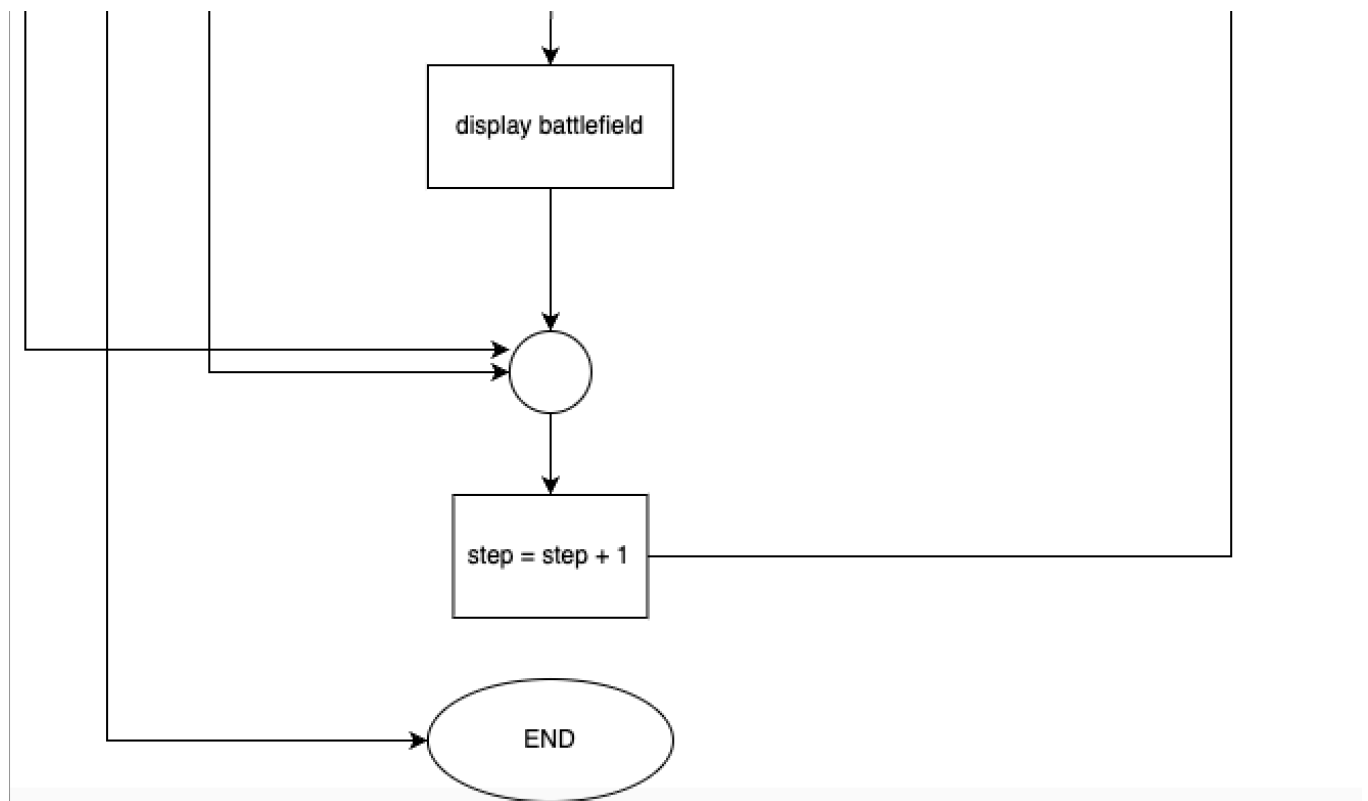 display battlefield
step = step + 1
END